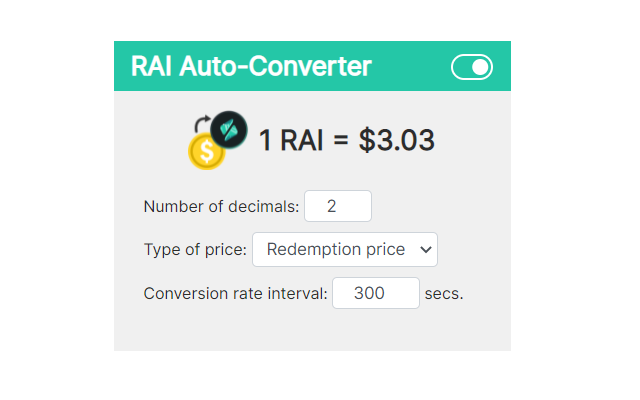 RAI Auto-Converter
1 RAI = $3.03
Number of decimals: 2
Type of price: Redemption price
Conversion rate interval: 300 secs.